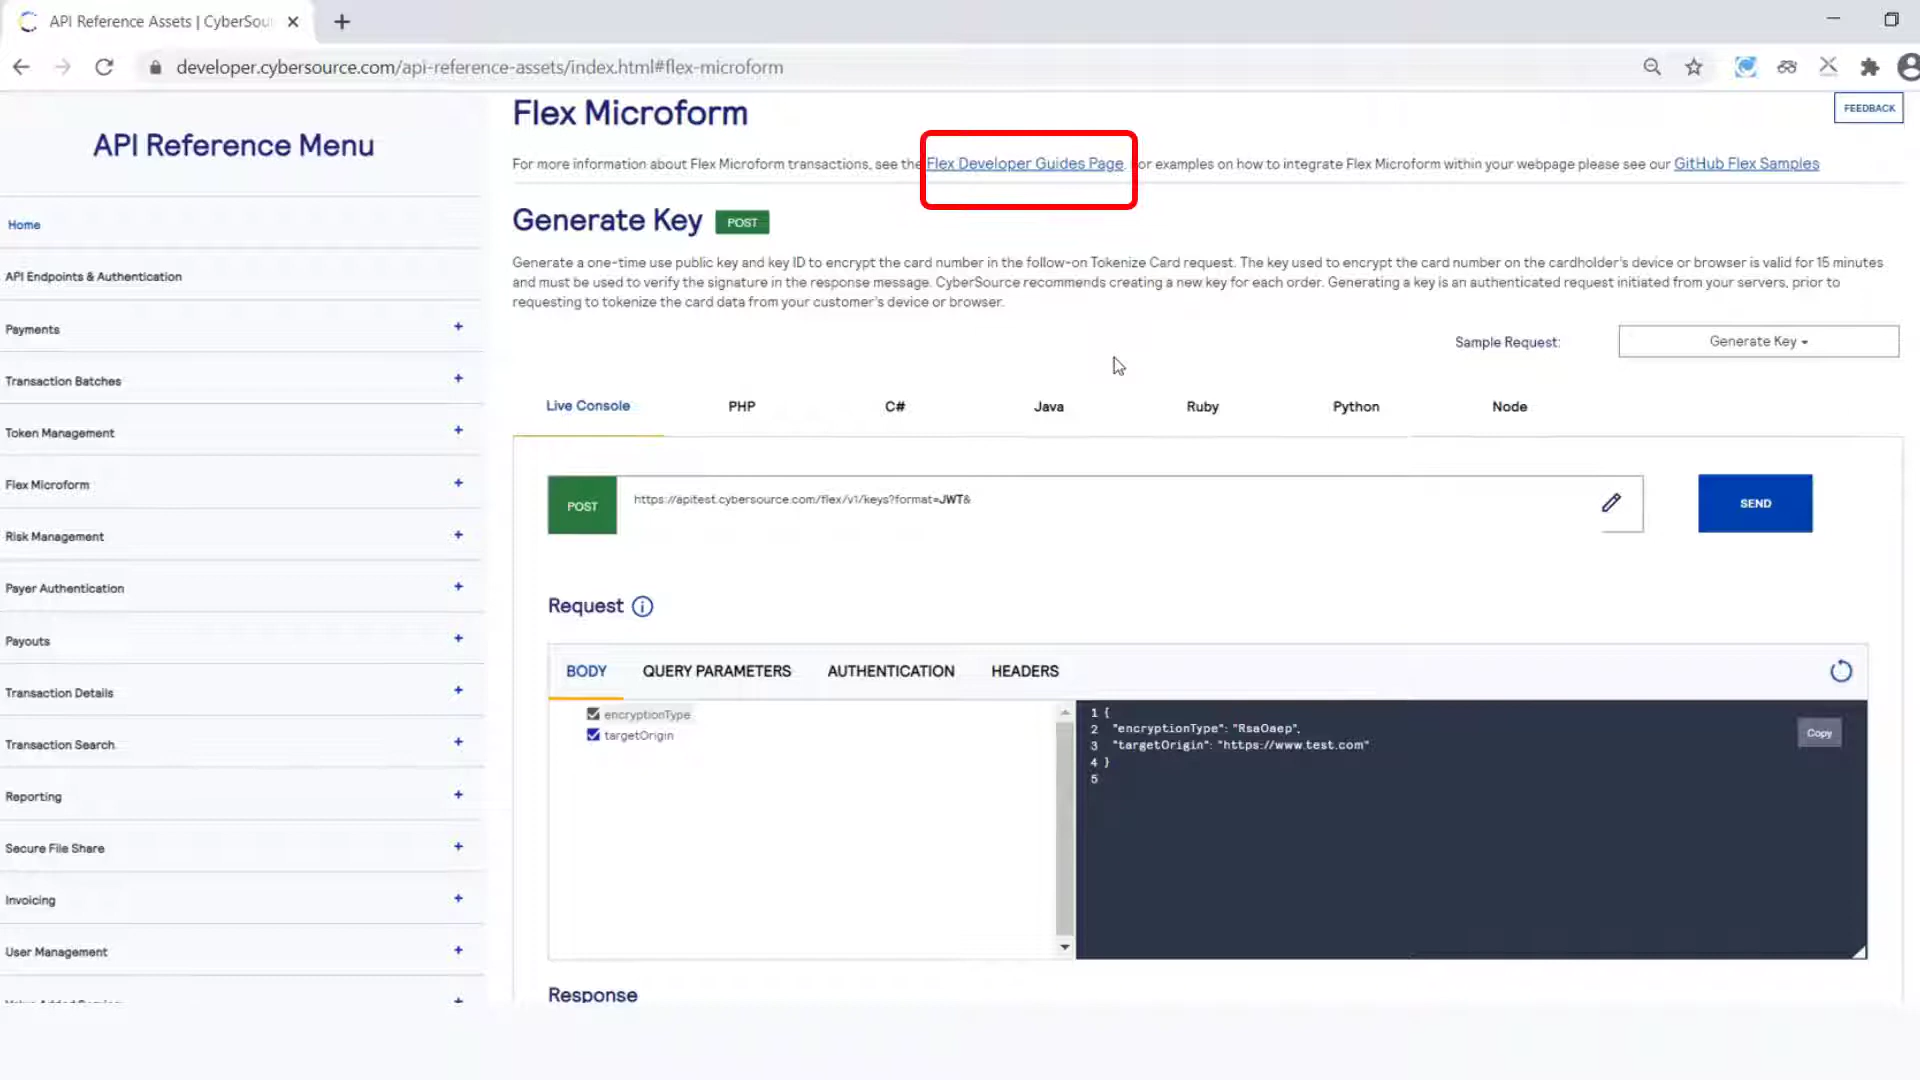 API Reference Assets | CyberSou
developer.cybersource.com/api-reference-assets/index.html#flex-microform
API Reference Menu
Home
API Endpoints & Authentication
Payments +
Transaction Batches +
Token Management +
Flex Microform +
Risk Management +
Payer Authentication +
Payouts +
Transaction Details +
Transaction Search +
Reporting +
Secure File Share +
Invoicing +
User Management +
Flex Microform
FEEDBACK
For more information about Flex Microform transactions, see the Flex Developer Guides Page. or examples on how to integrate Flex Microform within your webpage please see our GitHub Flex Samples
Generate Key POST
Generate a one-time use public key and key ID to encrypt the card number in the follow-on Tokenize Card request. The key used to encrypt the card number on the cardholder's device or browser is valid for 15 minutes
and must be used to verify the signature in the response message. CyberSource recommends creating a new key for each order. Generating a key is an authenticated request initiated from your servers, prior to
requesting to tokenize the card data from your customer's device or browser.
Sample Request: Generate Key
Live Console PHP C# Java Ruby Python Node
POST https://apitest.cybersource.com/flex/v1/keys?format=JWT& SEND
Request
BODY QUERY PARAMETERS AUTHENTICATION HEADERS
encryptionType
targetOrigin
1 {
2 "encryptionType": "RsaOaep",
3 "targetOrigin": "https://www.test.com"
4 }
5
Copy
Response